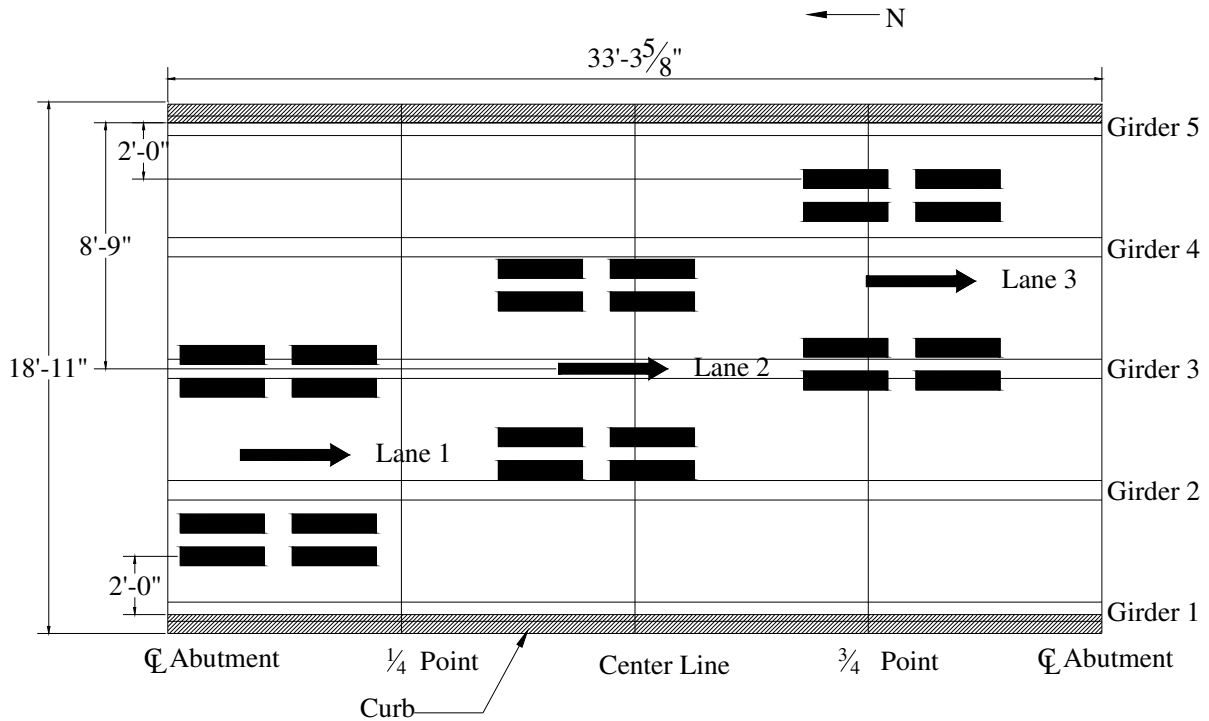 N
33'-3 5/8"
Girder 5
2'-0"
8'-9"
Girder 4
Lane 3
18'-11"
Lane 2
Girder 3
Lane 1
Girder 2
2'-0"
Girder 1
℄ Abutment
1/4 Point
Center Line
3/4 Point
℄ Abutment
Curb